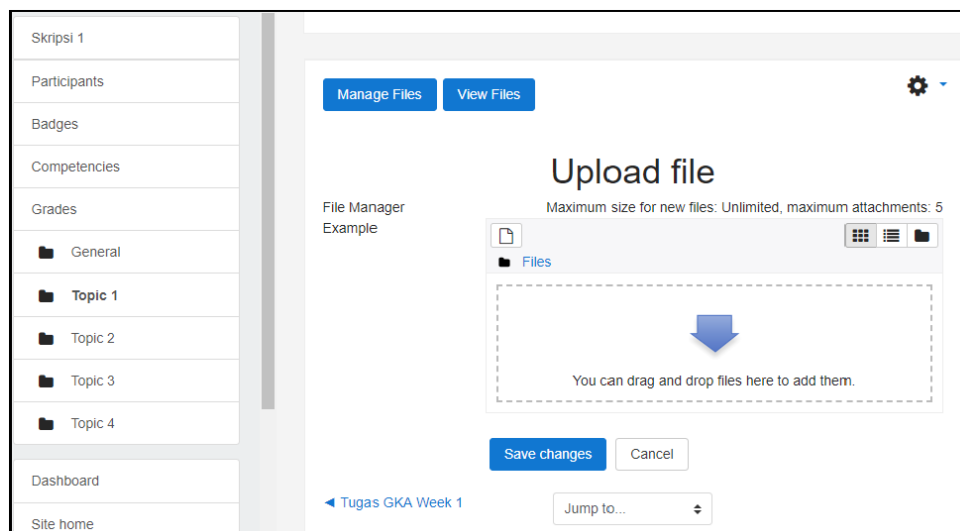 Skripsi 1
Participants
Badges
Competencies
Grades
General
Topic 1
Topic 2
Topic 3
Topic 4
Dashboard
Site home
Manage Files
View Files
Upload file
File Manager
Example
Maximum size for new files: Unlimited, maximum attachments: 5
Files
You can drag and drop files here to add them.
Save changes
Cancel
◄ Tugas GKA Week 1
Jump to...